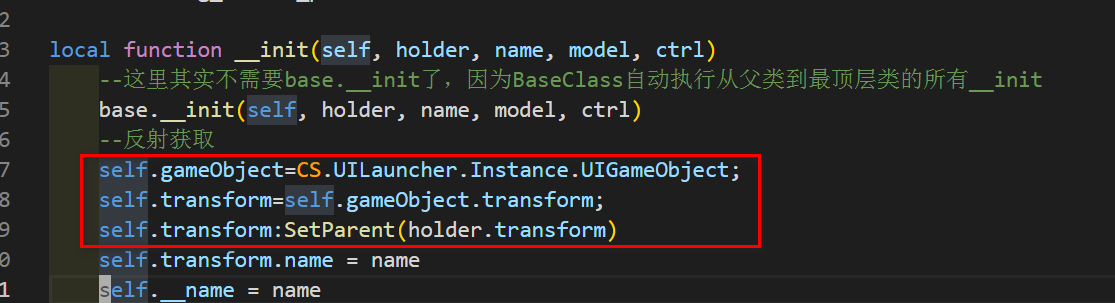 2
3 local function __init(self, holder, name, model, ctrl)
4 --这里其实不需要base.__init了，因为BaseClass自动执行从父类到最顶层类的所有__init
5 base.__init(self, holder, name, model, ctrl)
6 --反射获取
7 self.gameObject=CS.UILauncher.Instance.UIGameObject;
8 self.transform=self.gameObject.transform;
9 self.transform:SetParent(holder.transform)
0 self.transform.name = name
1 self.__name = name